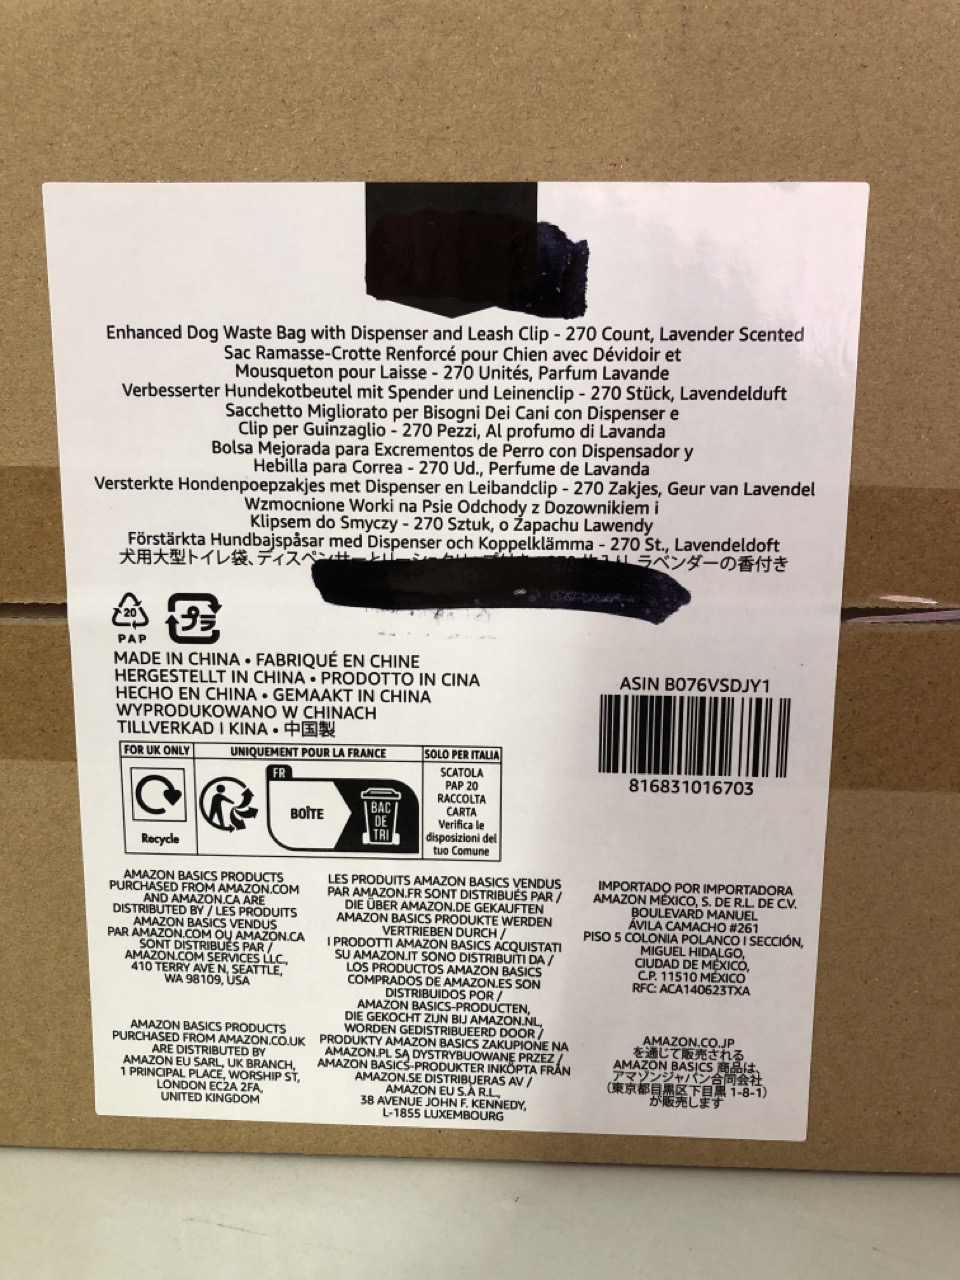 Enhanced Dog Waste Bag with Dispenser and Leash Clip - 270 Count, Lavender Scented
Sac Ramasse-Crotte Renforcé pour Chien avec Dévidoir et
Mousqueton pour Laisse - 270 Unités, Parfum Lavande
Verbesserter Hundekotbeutel mit Spender und Leinenclip - 270 Stück, Lavendelduft
Sacchetto Migliorato per Bisogni Dei Cani con Dispenser e
Clip per Guinzaglio - 270 Pezzi, Al profumo di Lavanda
Bolsa Mejorada para Excrementos de Perro con Dispensador y
Hebilla para Correa - 270 Ud., Perfume de Lavanda
Versterkte Hondenpoepzakjes met Dispenser en Leibandclip - 270 Zakjes, Geur van Lavendel
Wzmocnione Worki na Psie Odchody z Dozownikiem i
Klipsem do Smyczy - 270 Sztuk, o Zapachu Lawendy
Förstärkta Hundbajspåsar med Dispenser och Koppelklämma - 270 St., Lavendeldoft
犬用大型トイレ袋、ディスペンサーと ラベンダーの香付き
20
PAP
プラ
MADE IN CHINA • FABRIQUÉ EN CHINE
HERGESTELLT IN CHINA • PRODOTTO IN CINA
HECHO EN CHINA • GEMAAKT IN CHINA
WYPRODUKOWANO W CHINACH
TILLVERKAD I KINA • 中国製
ASIN B076VSDJY1
816831016703
FOR UK ONLY
Recycle
UNIQUEMENT POUR LA FRANCE
FR
BOÎTE
BAC
DE
TRI
SOLO PER ITALIA
SCATOLA
PAP 20
RACCOLTA
CARTA
Verifica le
disposizioni del
tuo Comune
AMAZON BASICS PRODUCTS
PURCHASED FROM AMAZON.COM
AND AMAZON.CA ARE
DISTRIBUTED BY / LES PRODUITS
AMAZON BASICS VENDUS
PAR AMAZON.COM OU AMAZON.CA
SONT DISTRIBUÉS PAR /
AMAZON.COM SERVICES LLC.,
410 TERRY AVE N, SEATTLE,
WA 98109, USA
AMAZON BASICS PRODUCTS
PURCHASED FROM AMAZON.CO.UK
ARE DISTRIBUTED BY
AMAZON EU SARL, UK BRANCH,
1 PRINCIPAL PLACE, WORSHIP ST,
LONDON EC2A 2FA,
UNITED KINGDOM
LES PRODUITS AMAZON BASICS VENDUS
PAR AMAZON.FR SONT DISTRIBUÉS PAR /
DIE ÜBER AMAZON.DE GEKAUFTEN
AMAZON BASICS PRODUKTE WERDEN
VERTRIEBEN DURCH /
I PRODOTTI AMAZON BASICS ACQUISTATI
SU AMAZON.IT SONO DISTRIBUITI DA /
LOS PRODUCTOS AMAZON BASICS
COMPRADOS DE AMAZON.ES SON
DISTRIBUIDOS POR /
AMAZON BASICS-PRODUCTEN,
DIE GEKOCHT ZIJN BIJ AMAZON.NL,
WORDEN GEDISTRIBUEERD DOOR /
PRODUKTY AMAZON BASICS ZAKUPIONE NA
AMAZON.PL SĄ DYSTRYBUOWANE PRZEZ /
AMAZON BASICS-PRODUKTER INKÖPTA FRÅN
AMAZON.SE DISTRIBUERAS AV /
AMAZON EU S.À R.L.,
38 AVENUE JOHN F. KENNEDY,
L-1855 LUXEMBOURG
IMPORTADO POR IMPORTADORA
AMAZON MÉXICO, S. DE R.L. DE C.V.
BOULEVARD MANUEL
ÁVILA CAMACHO #261
PISO 5 COLONIA POLANCO I SECCIÓN,
MIGUEL HIDALGO,
CIUDAD DE MÉXICO,
C.P. 11510 MÉXICO
RFC: ACA140623TXA
AMAZON.CO.JP
を通じて販売される
AMAZON BASICS 商品は、
アマゾンジャパン合同会社
（東京都目黒区下目黒 1-8-1）
が販売します